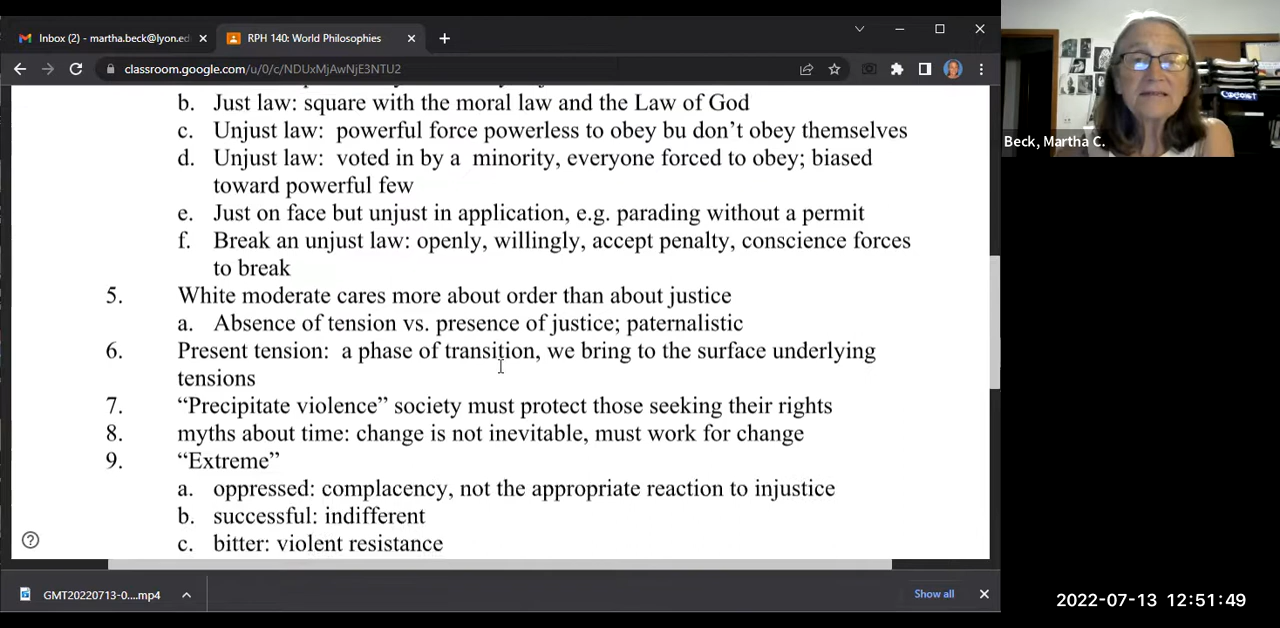 Inbox (2) - martha.beck@lyon.ed
RPH 140: World Philosophies
classroom.google.com/u/0/c/NDUxMjAwNjE3NTU2
b. Just law: square with the moral law and the Law of God
c. Unjust law: powerful force powerless to obey bu don't obey themselves
d. Unjust law: voted in by a minority, everyone forced to obey; biased
toward powerful few
e. Just on face but unjust in application, e.g. parading without a permit
f. Break an unjust law: openly, willingly, accept penalty, conscience forces
to break
5. White moderate cares more about order than about justice
a. Absence of tension vs. presence of justice; paternalistic
6. Present tension: a phase of transition, we bring to the surface underlying
tensions
7. “Precipitate violence” society must protect those seeking their rights
8. myths about time: change is not inevitable, must work for change
9. “Extreme”
a. oppressed: complacency, not the appropriate reaction to injustice
b. successful: indifferent
c. bitter: violent resistance
GMT20220713-0....mp4
Show all
Beck, Martha C.
2022-07-13 12:51:49